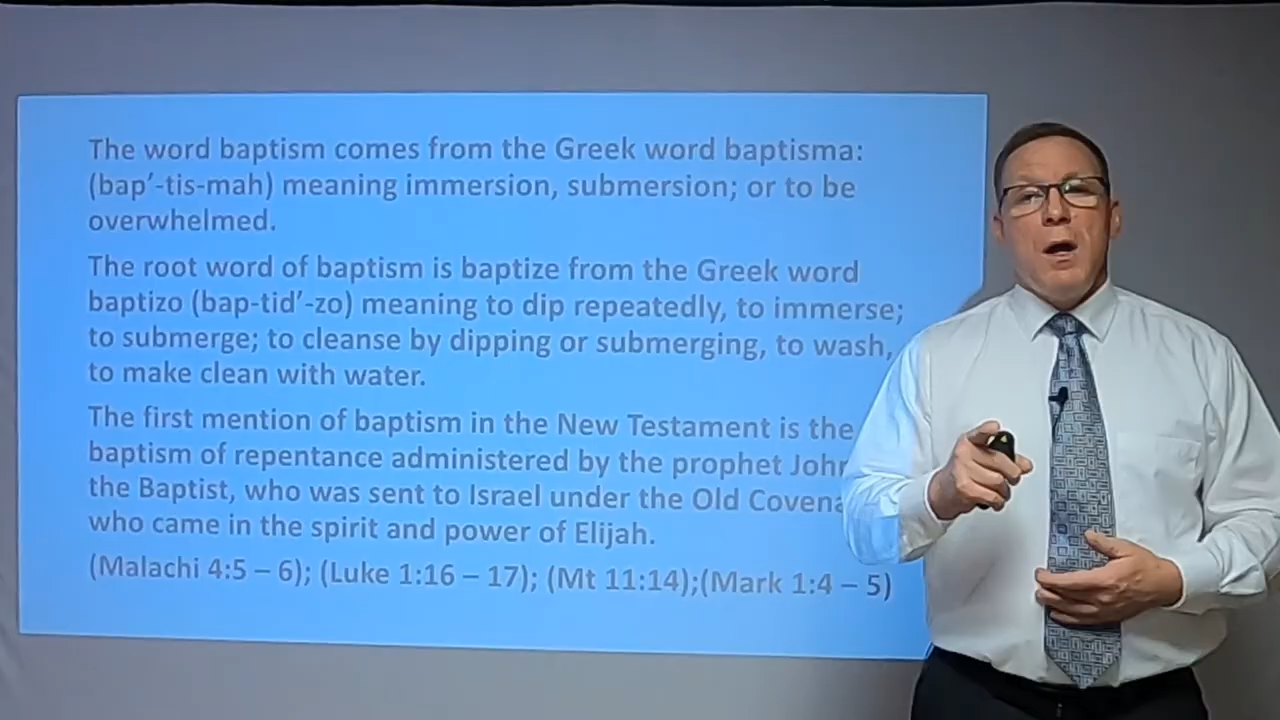 The word baptism comes from the Greek word baptisma:
(bap′-tis-mah) meaning immersion, submersion; or to be
overwhelmed.
The root word of baptism is baptize from the Greek word
baptizo (bap-tid′-zo) meaning to dip repeatedly, to immerse;
to submerge; to cleanse by dipping or submerging, to wash,
to make clean with water.
The first mention of baptism in the New Testament is the
baptism of repentance administered by the prophet John
the Baptist, who was sent to Israel under the Old
who came in the spirit and power of Elijah.
(Malachi 4:5 – 6); (Luke 1:16 – 17); (Mt 11:14);(Mark 1:4 – 5)